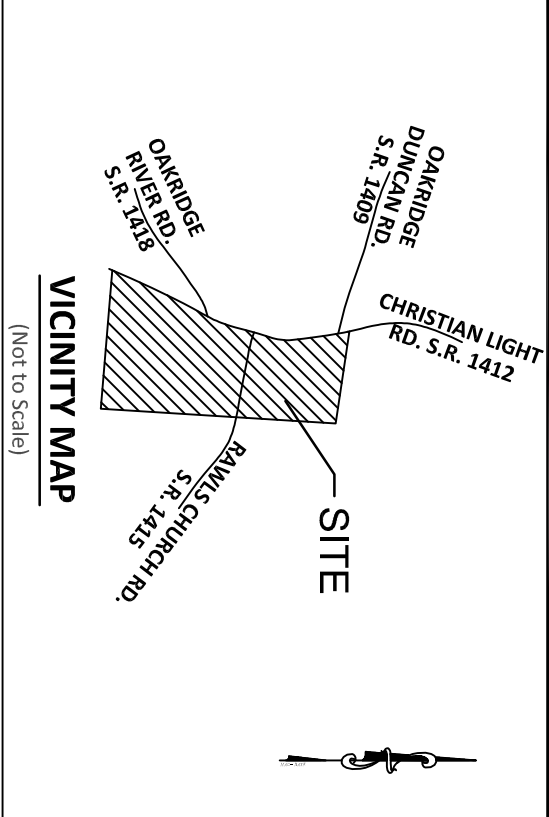 OAKRIDGE
DUNCAN RD.
S.R. 1409
CHRISTIAN LIGHT
RD. S.R. 1412
OAKRIDGE
RIVER RD.
S.R. 1418
SITE
RAWLS CHURCH RD.
S.R. 1415
VICINITY MAP
(Not to Scale)